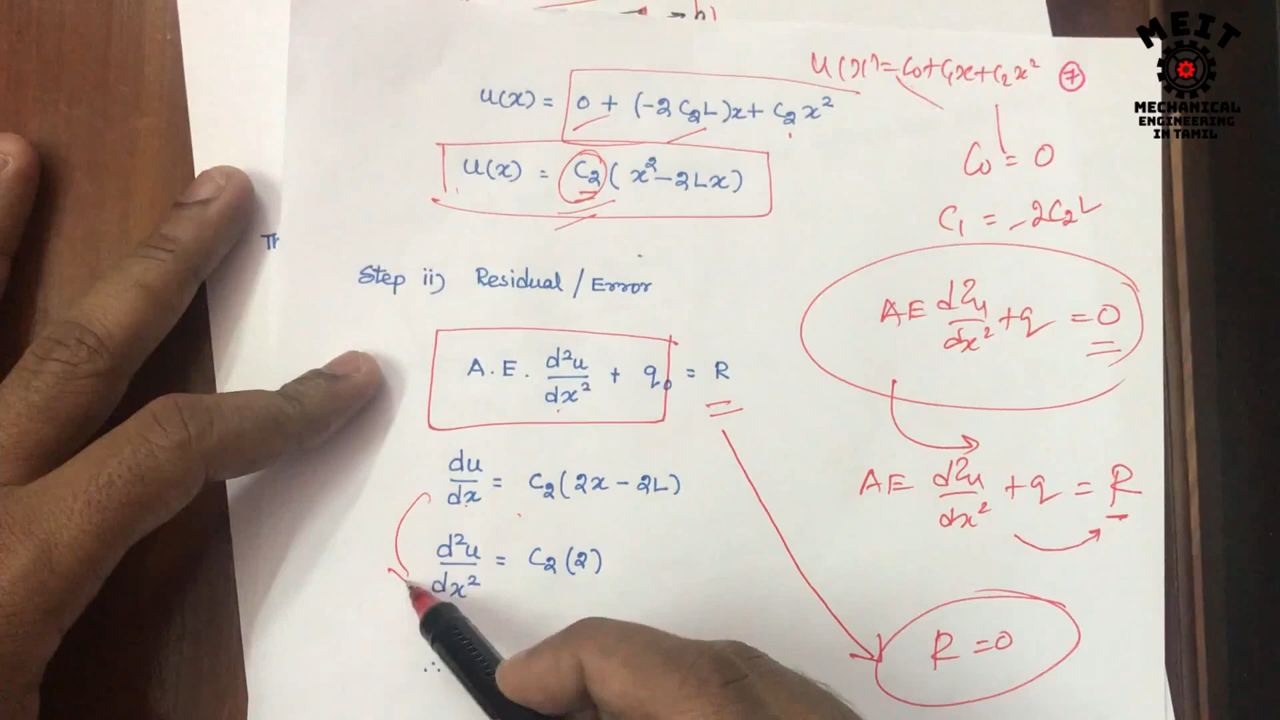 u(x) = 0 + (-2C₂L)x + C₂x²
u(x) = C₂(x² - 2Lx)
Th
Step ii) Residual / Error
A.E. d²u/dx² + q₀ = R
du/dx = C₂(2x - 2L)
d²u/dx² = C₂(2)
∴
u(x) = C₀ + C₁x + C₂x² ⑦
C₀ = 0
C₁ = -2C₂L
AE d²u/dx² + q = 0
AE d²u/dx² + q = R
R = 0
MEIT
MECHANICAL
ENGINEERING
IN TAMIL